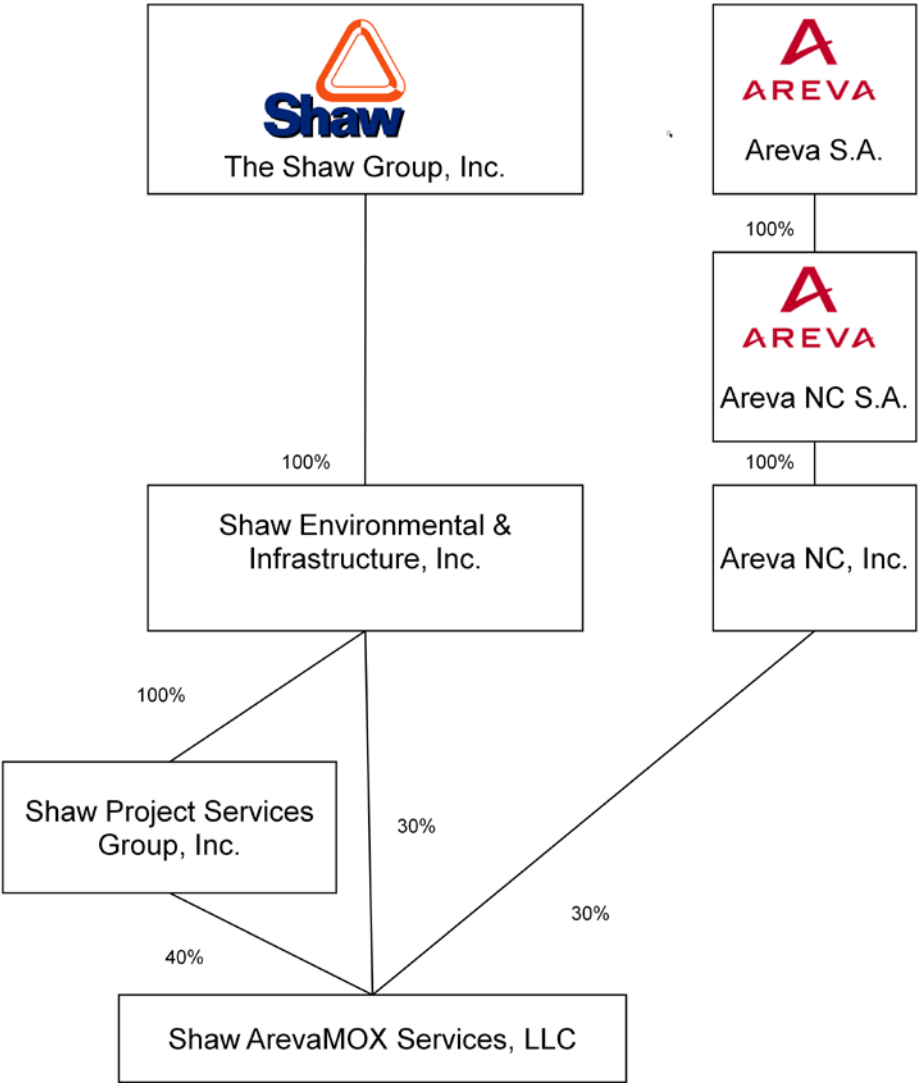 Shaw
The Shaw Group, Inc.
AREVA
Areva S.A.
100%
AREVA
Areva NC S.A.
100%
100%
Shaw Environmental &
Infrastructure, Inc.
Areva NC, Inc.
100%
Shaw Project Services
Group, Inc.
30%
30%
40%
Shaw ArevaMOX Services, LLC